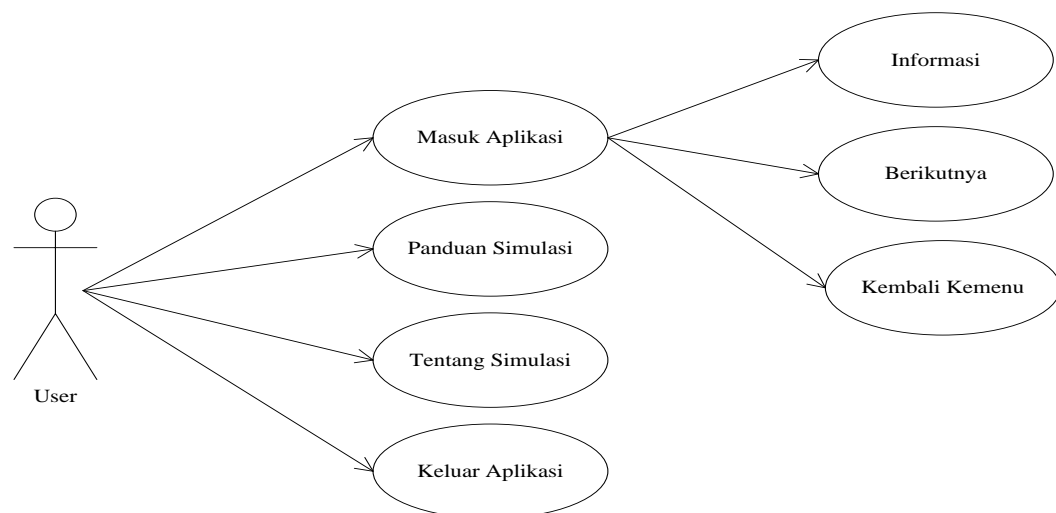 Informasi
Masuk Aplikasi
Berikutnya
Panduan Simulasi
Kembali Kemenu
Tentang Simulasi
User
Keluar Aplikasi